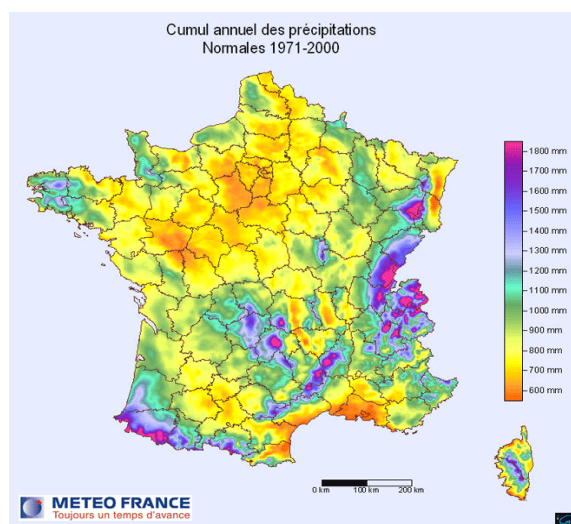 Cumul annuel des précipitations
Normales 1971-2000
1800 mm
1700 mm
1600 mm
1500 mm
1400 mm
1300 mm
1200 mm
1100 mm
1000 mm
900 mm
800 mm
700 mm
600 mm
0 km 100 km 200 km
METEO FRANCE
Toujours un temps d'avance